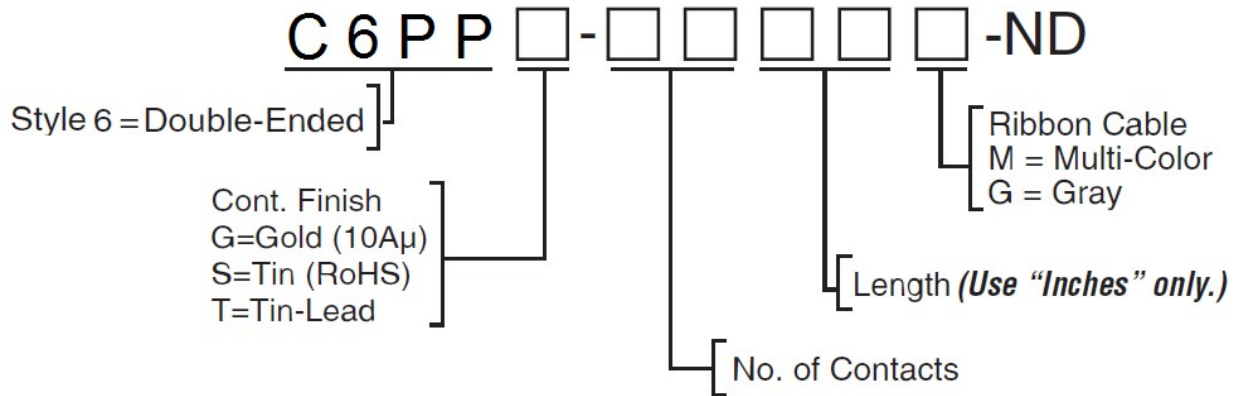 C 6 P P □ - □ □ □ □ □ -ND
Style 6 = Double-Ended
Ribbon Cable
M = Multi-Color
G = Gray
Cont. Finish
G=Gold (10Aµ)
S=Tin (RoHS)
T=Tin-Lead
Length (Use “Inches” only.)
No. of Contacts